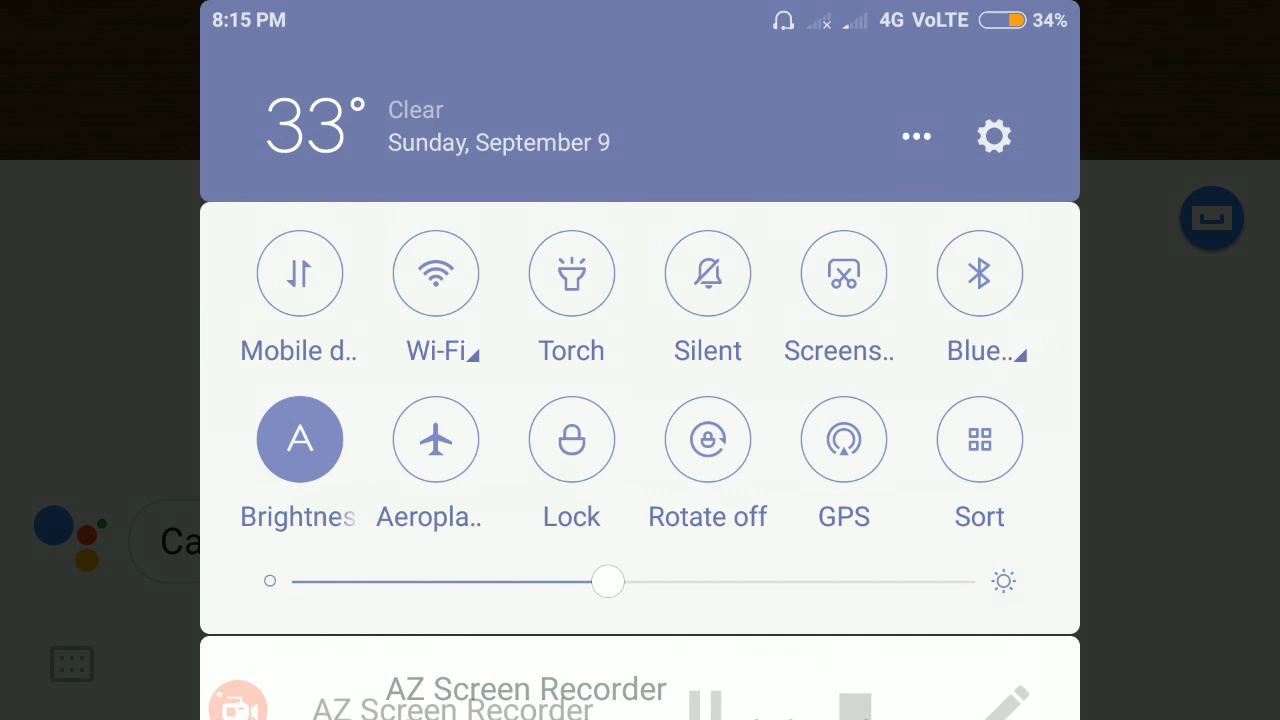 8:15 PM 4G VoLTE 34%
33° Clear
Sunday, September 9
Mobile d.. Wi-Fi Torch Silent Screens.. Blue..
A
Brightnes Aeropla.. Lock Rotate off GPS Sort
Ca
AZ Screen Recorder
AZ Screen Recorder